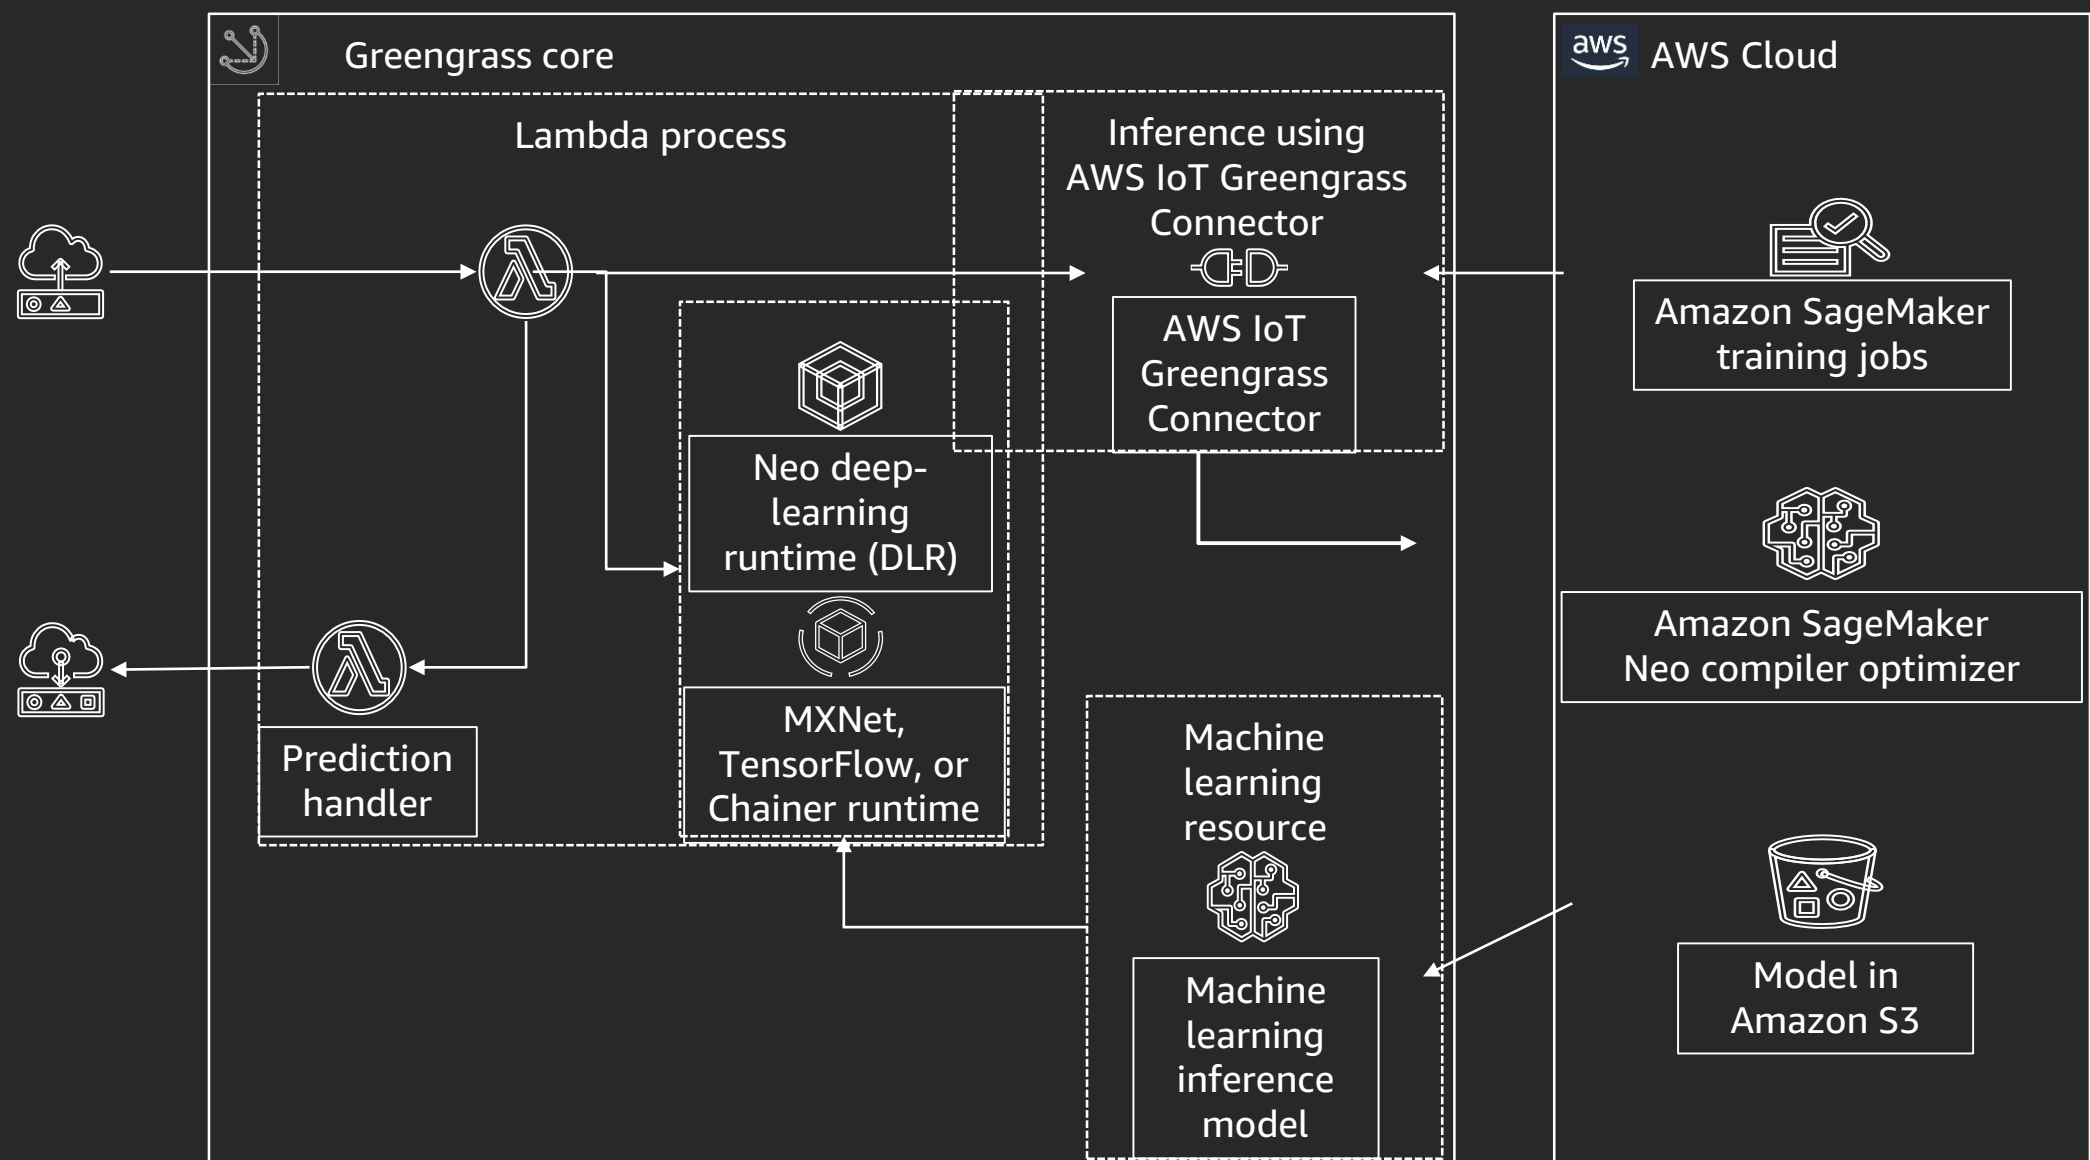 Greengrass core
aws
AWS Cloud
Lambda process
Inference using
AWS IoT Greengrass
Connector
AWS IoT
Greengrass
Connector
Neo deep-
learning
runtime (DLR)
MXNet,
TensorFlow, or
Chainer runtime
Prediction
handler
Machine
learning
resource
Machine
learning
inference
model
Amazon SageMaker
training jobs
Amazon SageMaker
Neo compiler optimizer
Model in
Amazon S3